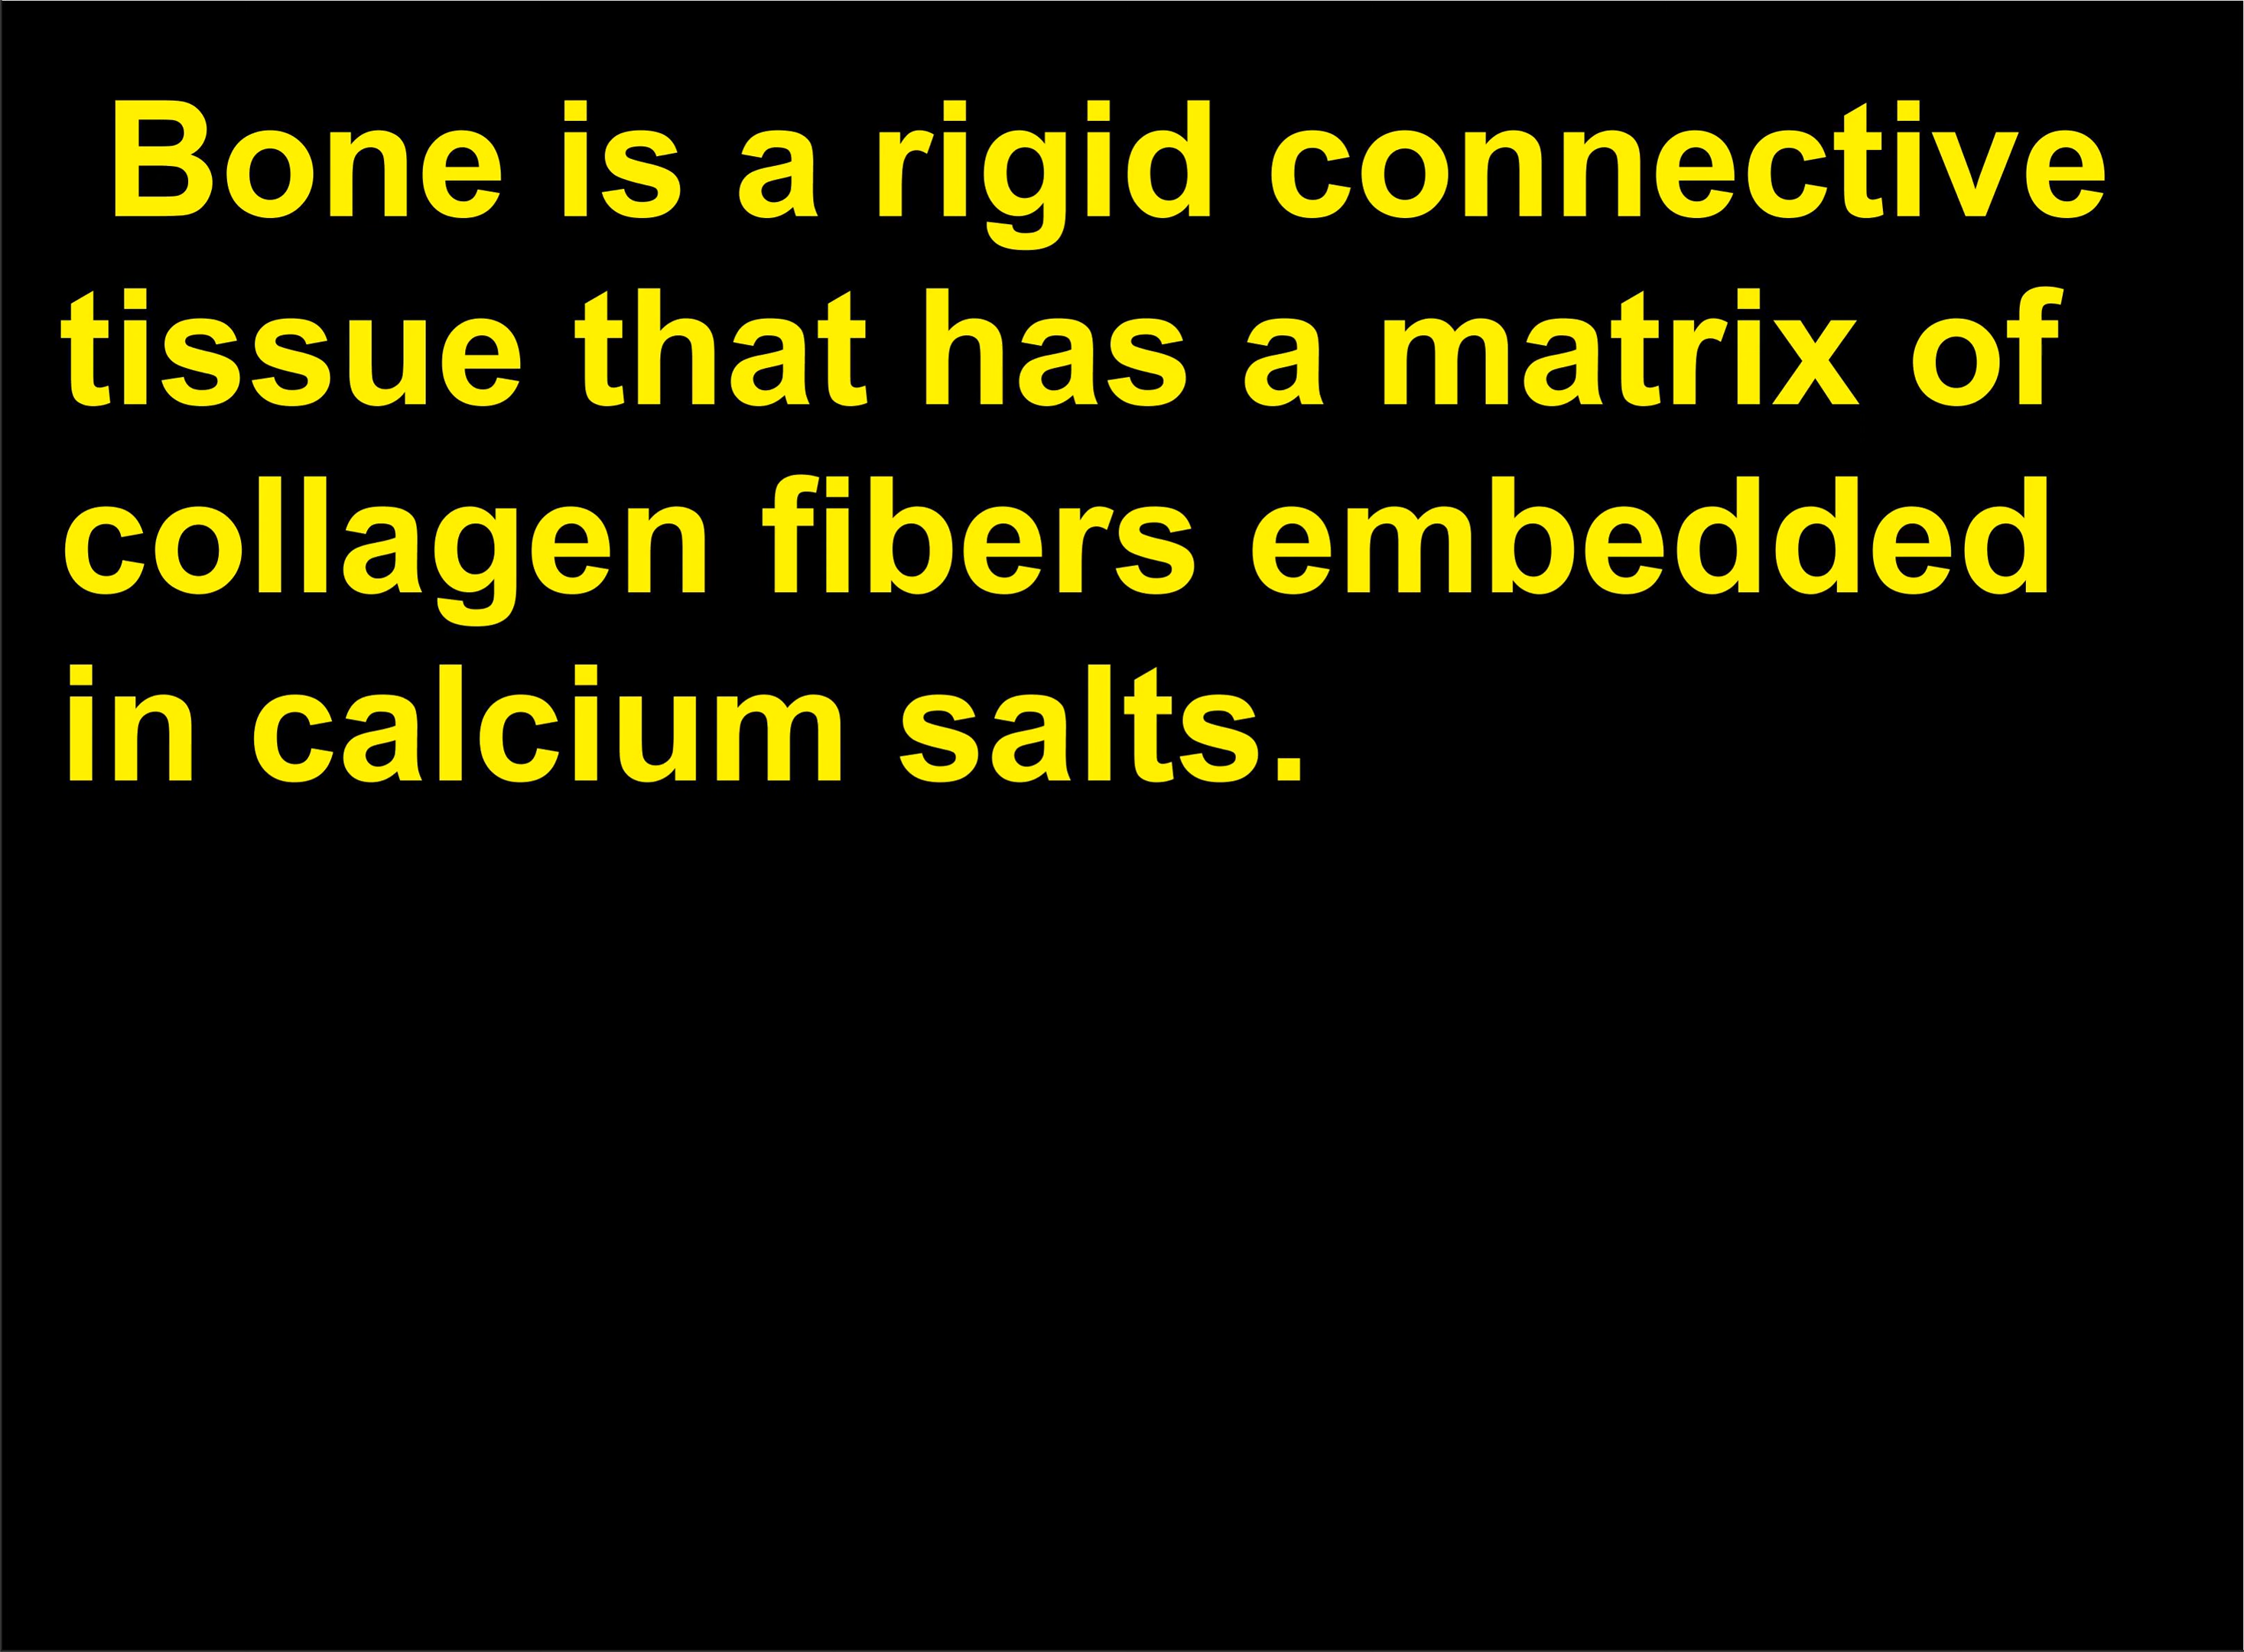 Bone is a rigid connective
tissue that has a matrix of
collagen fibers embedded
in calcium salts.